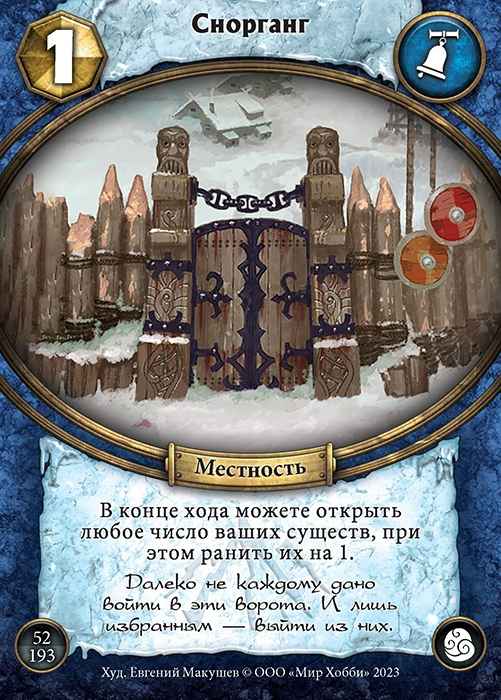 Снорганг
1
Местность
В конце хода можете открыть
любое число ваших существ, при
этом ранить их на 1.
Далеко не каждому дано
войти в эти ворота. И лишь
избранным — выйти из них.
52
193
Худ. Евгений Макушев © ООО «Мир Хобби» 2023